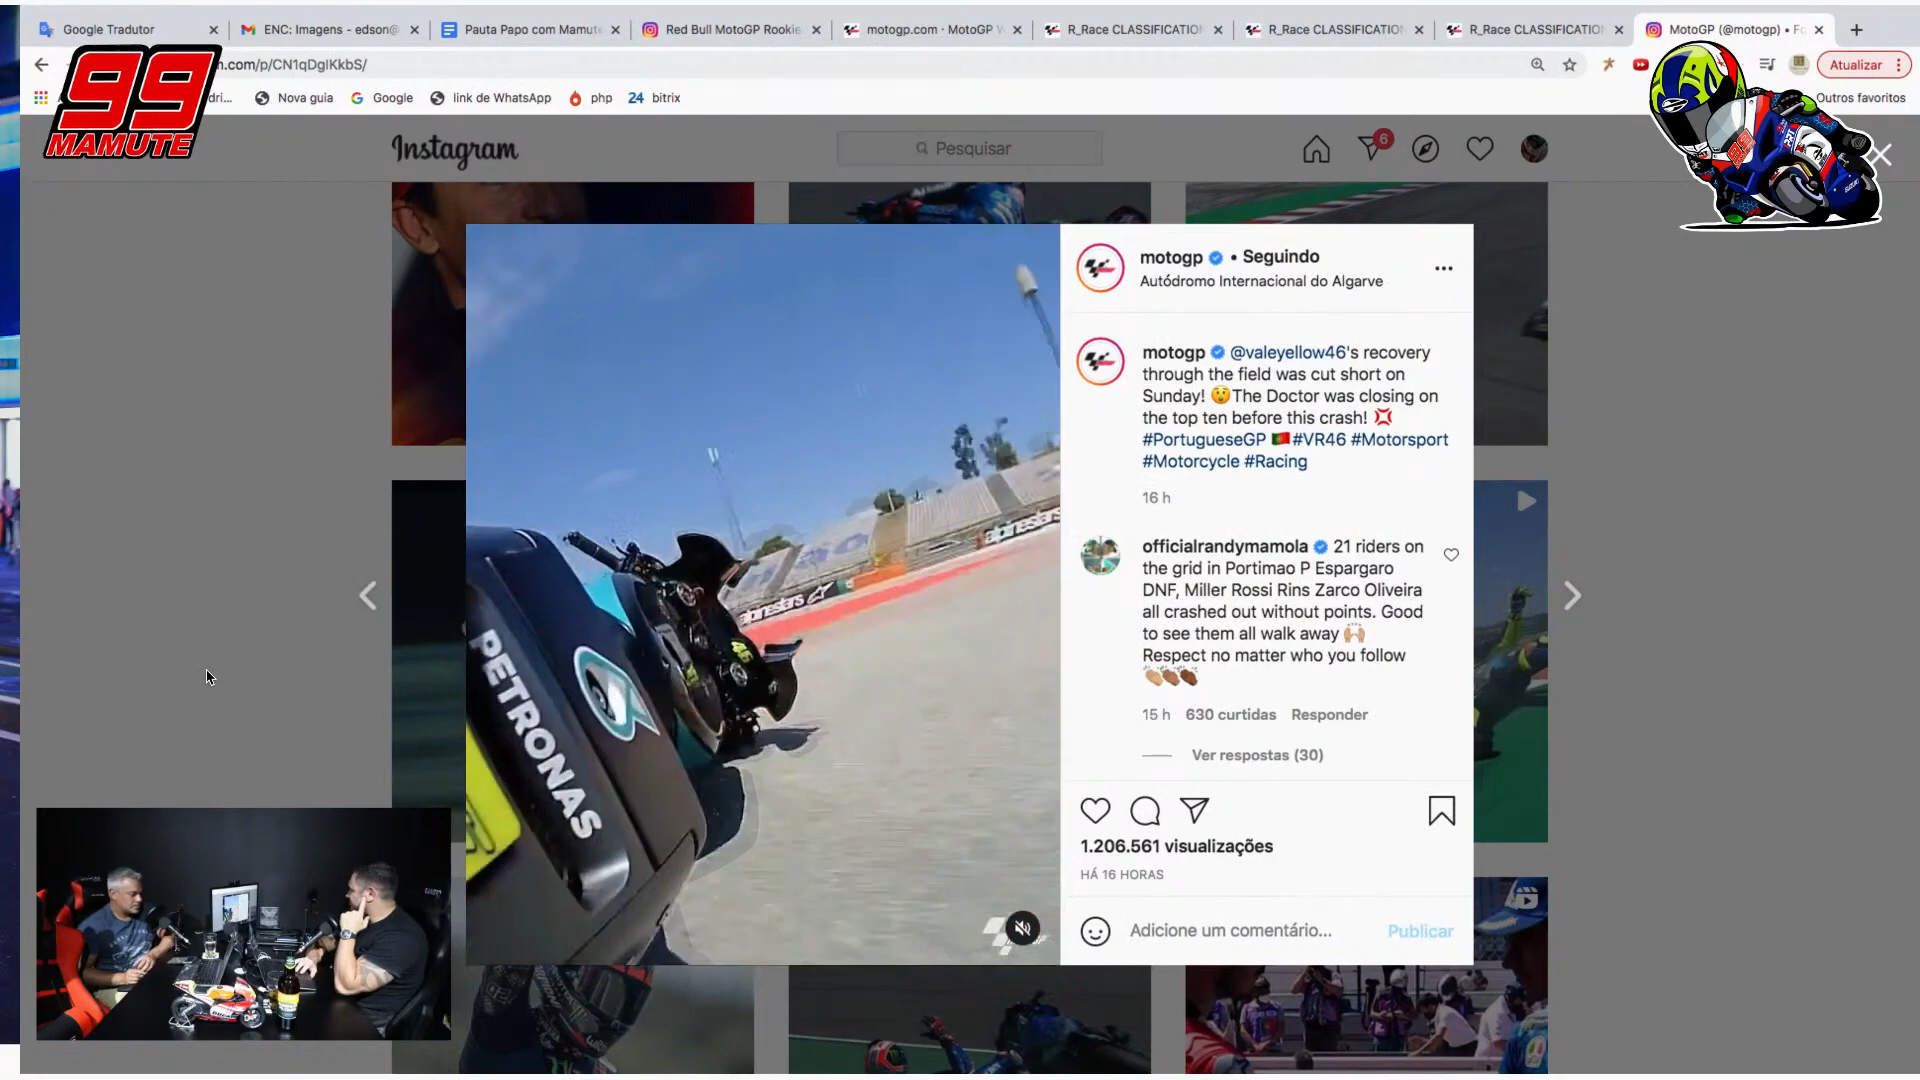 Google Tradutor
ENC: Imagens - edson@
Pauta Papo com Mamute
Red Bull MotoGP Rookie
motogp.com · MotoGP W
R_Race CLASSIFICATION
R_Race CLASSIFICATION
R_Race CLASSIFICATION
MotoGP (@motogp) • Fo
n.com/p/CN1qDglKkbS/
Atualizar
99
MAMUTE
dri...
Nova guia
Google
link de WhatsApp
php
24 bitrix
Outros favoritos
Instagram
Pesquisar
6
motogp • Seguindo
Autódromo Internacional do Algarve
motogp @valeyellow46's recovery
through the field was cut short on
Sunday! 😲The Doctor was closing on
the top ten before this crash! 💢
#PortugueseGP 🇵🇹#VR46 #Motorsport
#Motorcycle #Racing
16 h
officialrandymamola 21 riders on
the grid in Portimao P Espargaro
DNF, Miller Rossi Rins Zarco Oliveira
all crashed out without points. Good
to see them all walk away 🙌🏼
Respect no matter who you follow
👏🏼👏🏽👏🏾
15 h 630 curtidas Responder
Ver respostas (30)
1.206.561 visualizações
HÁ 16 HORAS
Adicione um comentário...
Publicar
alpinestars
alpinestars
46
PETRONAS